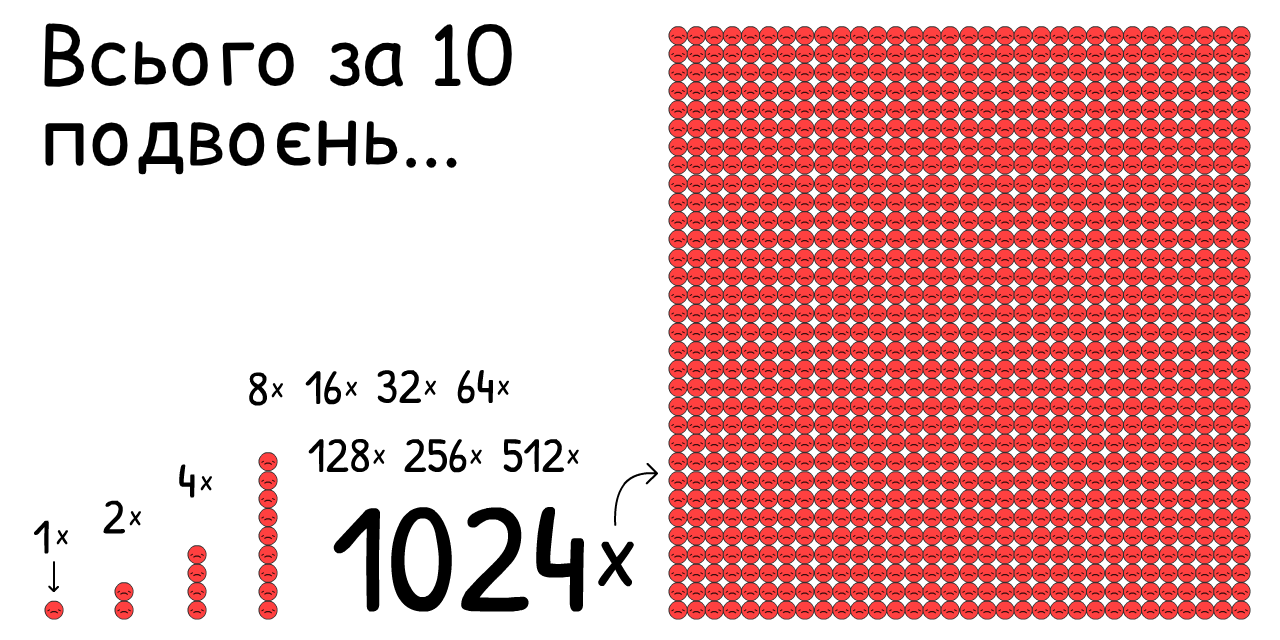 Всього за 10
подвоєнь...
1x
2x
4x
8x 16x 32x 64x
128x 256x 512x
1024x